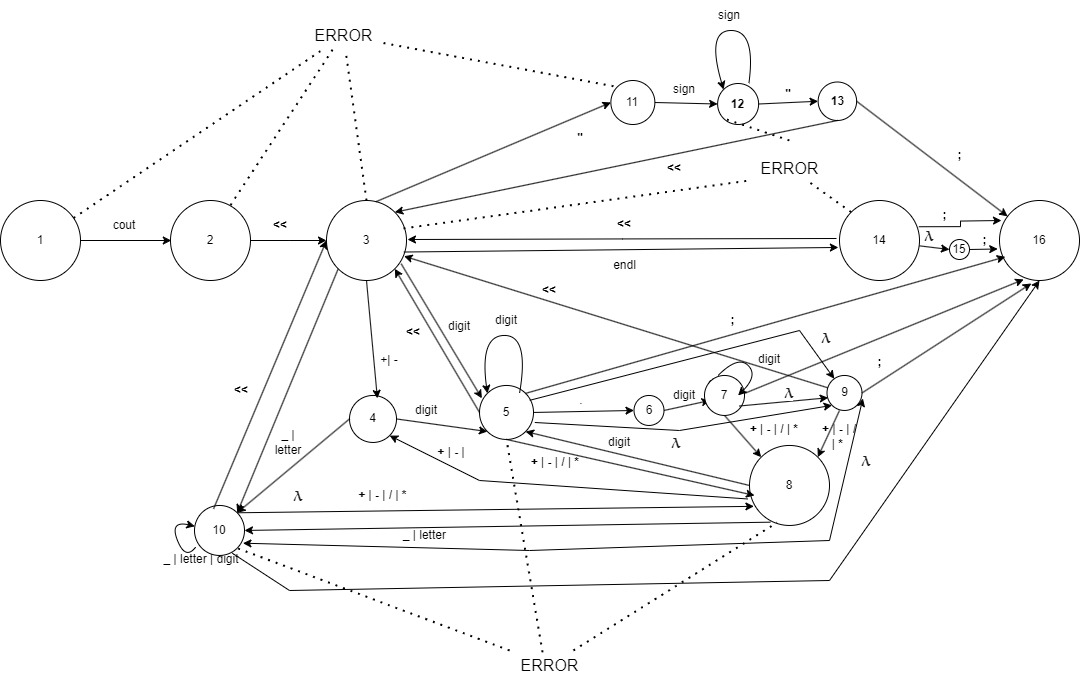 sign
ERROR
sign
"
11
12
13
"
;
<<
ERROR
cout
<<
<<
;
1
2
3
14
λ
15
;
16
endl
<<
;
digit
digit
<<
λ
+| -
digit
;
digit
λ
7
9
4
digit
5
.
6
+ | - | / | *
+ | - | /
| *
_ |
letter
digit
λ
+ | - |
+ | - | / | *
λ
<<
8
λ
+ | - | / | *
10
_ | letter
_ | letter | digit
ERROR